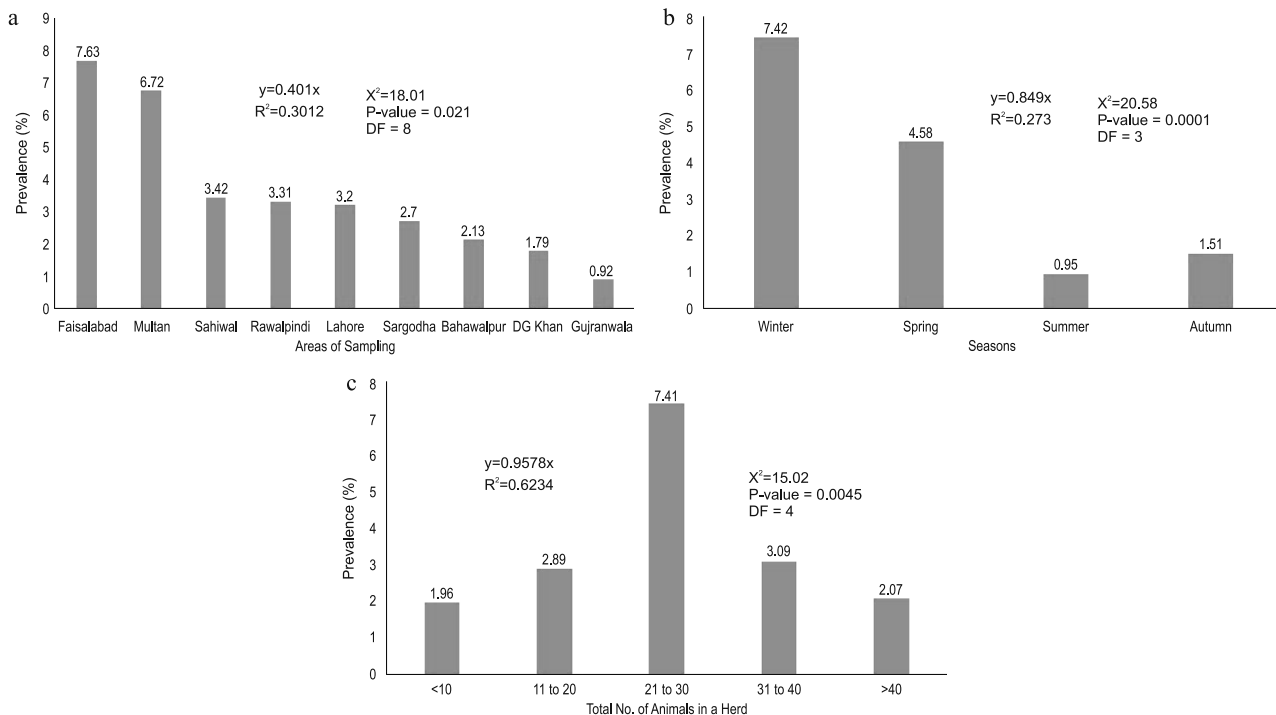 a
Prevalence (%)
9
8
7
6
5
4
3
2
1
0
7.63
6.72
3.42
3.31
3.2
2.7
2.13
1.79
0.92
y=0.401x
R²=0.3012
X²=18.01
P-value = 0.021
DF = 8
Faisalabad Multan Sahiwal Rawalpindi Lahore Sargodha Bahawalpur DG Khan Gujranwala
Areas of Sampling
b
Prevalence (%)
8
7
6
5
4
3
2
1
0
7.42
4.58
0.95
1.51
y=0.849x
R²=0.273
X²=20.58
P-value = 0.0001
DF = 3
Winter Spring Summer Autumn
Seasons
c
Prevalence (%)
8
7
6
5
4
3
2
1
0
1.96
2.89
7.41
3.09
2.07
y=0.9578x
R²=0.6234
X²=15.02
P-value = 0.0045
DF = 4
<10 11 to 20 21 to 30 31 to 40 >40
Total No. of Animals in a Herd